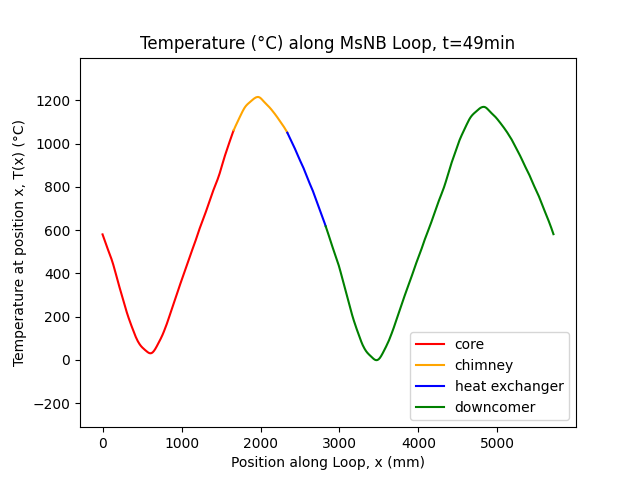 Temperature (°C) along MsNB Loop, t=49min
Temperature at position x, T(x) (°C)
1200
1000
800
600
400
200
0
−200
0 1000 2000 3000 4000 5000
Position along Loop, x (mm)
core
chimney
heat exchanger
downcomer